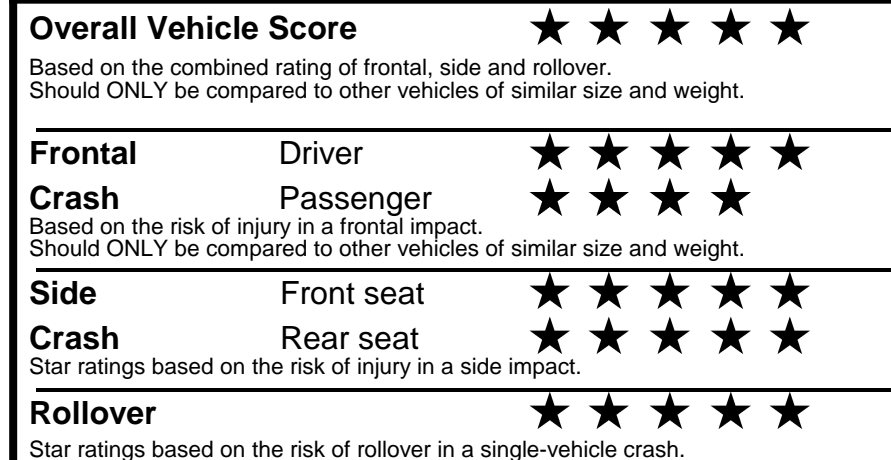 Overall Vehicle Score ★ ★ ★ ★ ★
Based on the combined rating of frontal, side and rollover.
Should ONLY be compared to other vehicles of similar size and weight.
Frontal Driver ★ ★ ★ ★ ★
Crash Passenger ★ ★ ★ ★
Based on the risk of injury in a frontal impact.
Should ONLY be compared to other vehicles of similar size and weight.
Side Front seat ★ ★ ★ ★ ★
Crash Rear seat ★ ★ ★ ★ ★
Star ratings based on the risk of injury in a side impact.
Rollover ★ ★ ★ ★ ★
Star ratings based on the risk of rollover in a single-vehicle crash.